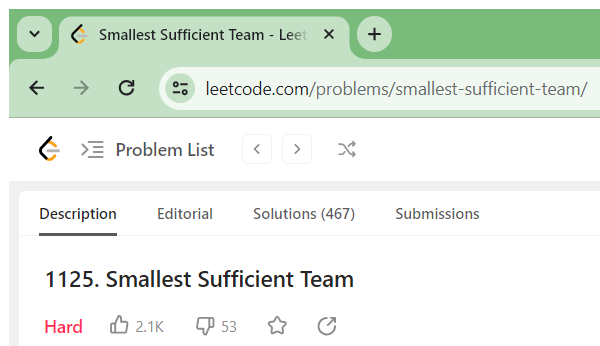 Smallest Sufficient Team - Leet
leetcode.com/problems/smallest-sufficient-team/
Problem List
Description Editorial Solutions (467) Submissions
1125. Smallest Sufficient Team
Hard 2.1K 53